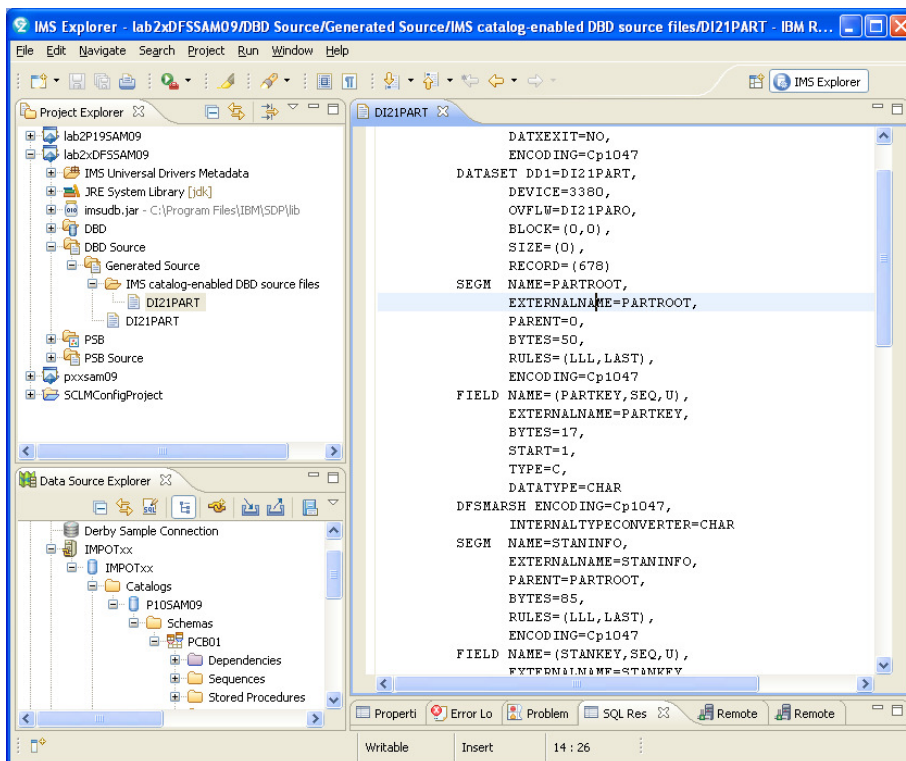 IMS Explorer - lab2xDFSSAM09/DBD Source/Generated Source/IMS catalog-enabled DBD source files/DI21PART - IBM R...
File Edit Navigate Search Project Run Window Help
IMS Explorer
Project Explorer
lab2P19SAM09
lab2xDFSSAM09
IMS Universal Drivers Metadata
JRE System Library [jdk]
imsudb.jar - C:\Program Files\IBM\SDP\lib
DBD
DBD Source
Generated Source
IMS catalog-enabled DBD source files
DI21PART
DI21PART
PSB
PSB Source
pxxsam09
SCLMConfigProject
Data Source Explorer
SQL
Derby Sample Connection
IMPOTxx
IMPOTxx
Catalogs
P10SAM09
Schemas
PCB01
Dependencies
Sequences
Stored Procedures
DI21PART
DATXEXIT=NO,
ENCODING=Cp1047
DATASET DD1=DI21PART,
DEVICE=3380,
OVFLW=DI21PARO,
BLOCK=(0,0),
SIZE=(0),
RECORD=(678)
SEGM NAME=PARTROOT,
EXTERNALNAME=PARTROOT,
PARENT=0,
BYTES=50,
RULES=(LLL,LAST),
ENCODING=Cp1047
FIELD NAME=(PARTKEY,SEQ,U),
EXTERNALNAME=PARTKEY,
BYTES=17,
START=1,
TYPE=C,
DATATYPE=CHAR
DFSMARSH ENCODING=Cp1047,
INTERNALTYPECONVERTER=CHAR
SEGM NAME=STANINFO,
EXTERNALNAME=STANINFO,
PARENT=PARTROOT,
BYTES=85,
RULES=(LLL,LAST),
ENCODING=Cp1047
FIELD NAME=(STANKEY,SEQ,U),
EXTERNALNAME=STANKEY
Properti Error Lo Problem SQL Res Remote Remote
Writable Insert 14 : 26